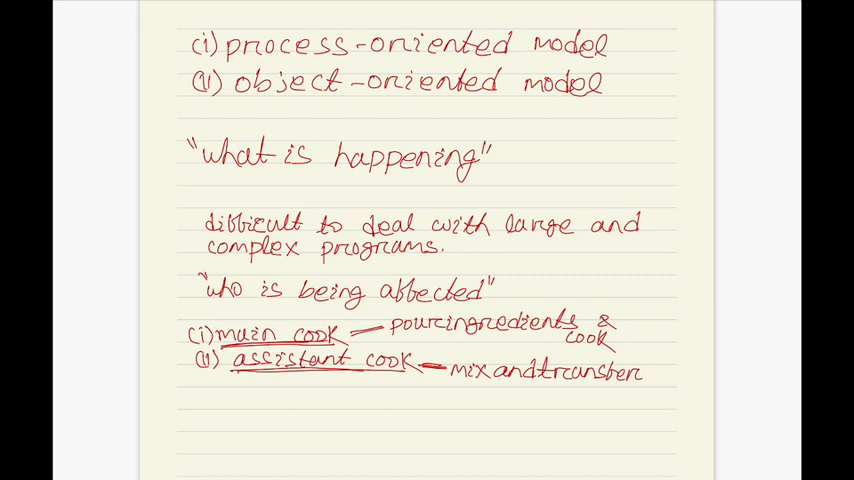 (i) process-oriented model
(ii) object-oriented model
"what is happening"
difficult to deal with large and
complex programs.
"who is being affected"
(i) main cook — pour ingredients &
cook
(ii) assistant cook — mix and transfer